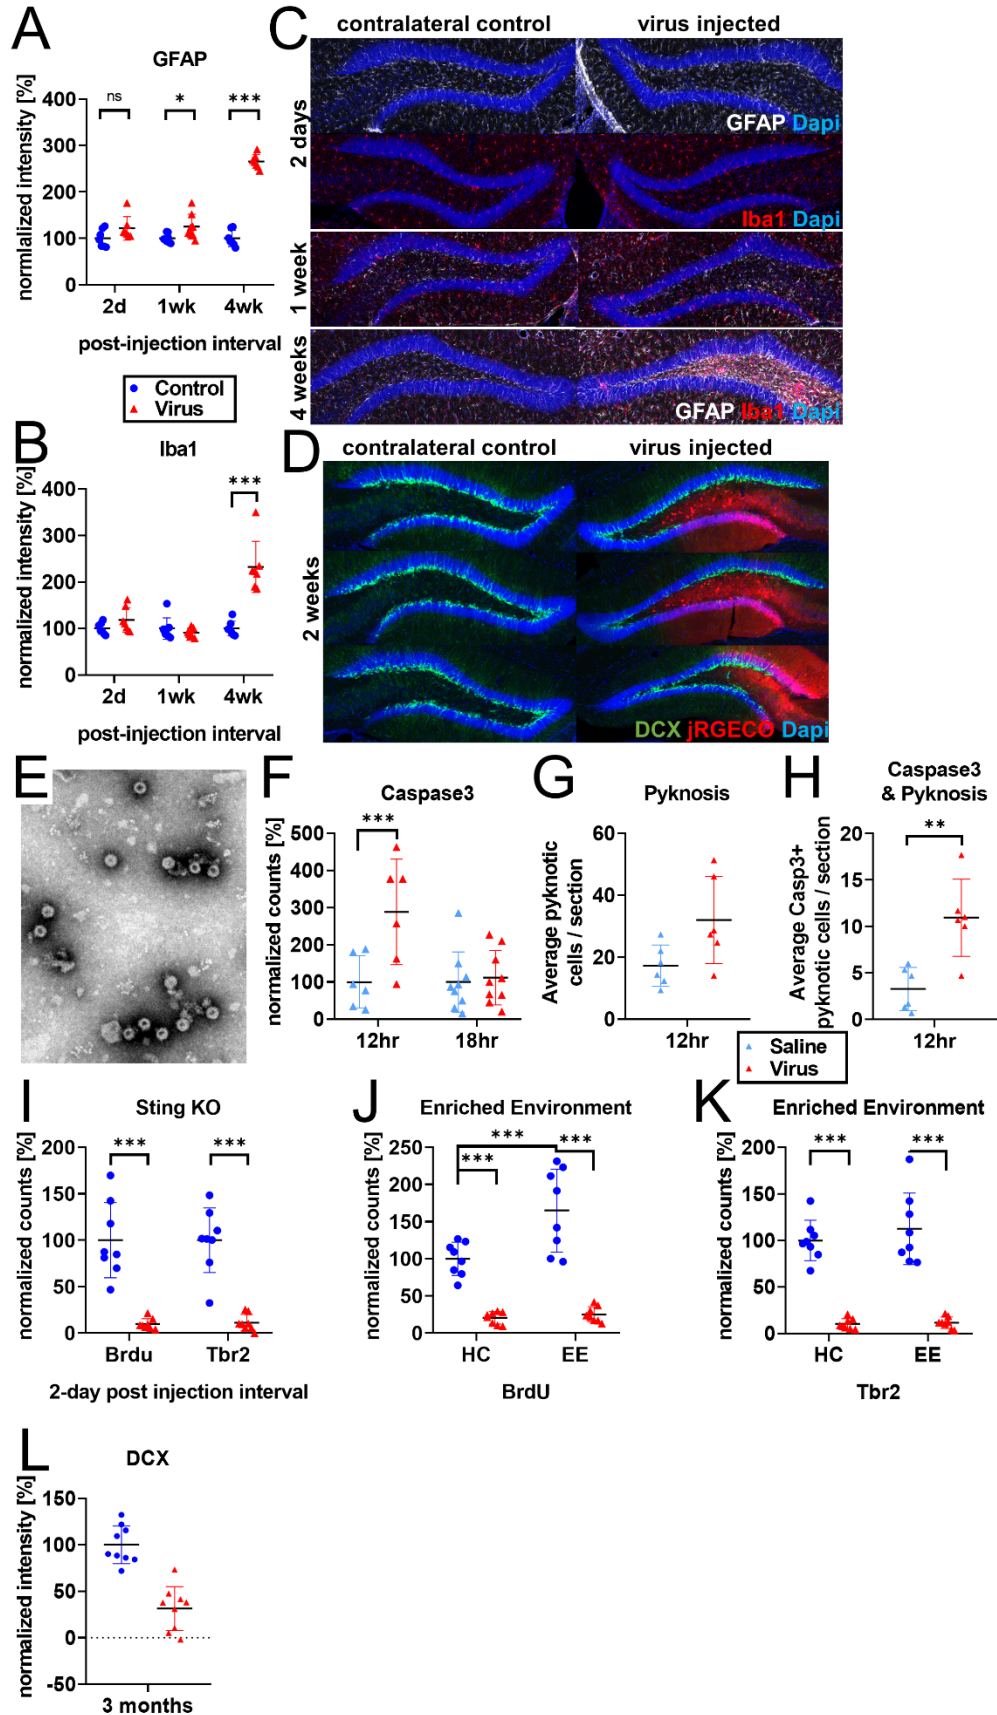 A
GFAP
normlalized intensity [%]
400
300
200
100
0
ns
*
***
2d 1wk 4wk
post-injection interval
Control
Virus
B
Iba1
normalized intensity [%]
400
300
200
100
0
***
2d 1wk 4wk
post-injection interval
C
contralateral control virus injected
2 days
GFAP Dapi
Iba1 Dapi
1 week
4 weeks
GFAP Iba1 Dapi
D
contralateral control virus injected
2 weeks
DCX jRGECO Dapi
E
F
Caspase3
normalized counts [%]
500
400
300
200
100
0
***
12hr 18hr
G
Pyknosis
Average pyknotic
cells / section
60
40
20
0
12hr
H
Caspase3
& Pyknosis
Average Casp3+
pyknotic cells / section
20
15
10
5
0
**
12hr
Saline
Virus
I
Sting KO
normalized counts [%]
200
150
100
50
0
*** ***
Brdu Tbr2
2-day post injection interval
J
Enriched Environment
normalized counts [%]
250
200
150
100
50
0
***
*** ***
HC EE
BrdU
K
Enriched Environment
normalized counts [%]
200
150
100
50
0
*** ***
HC EE
Tbr2
L
DCX
normalized intensity [%]
150
100
50
0
-50
3 months